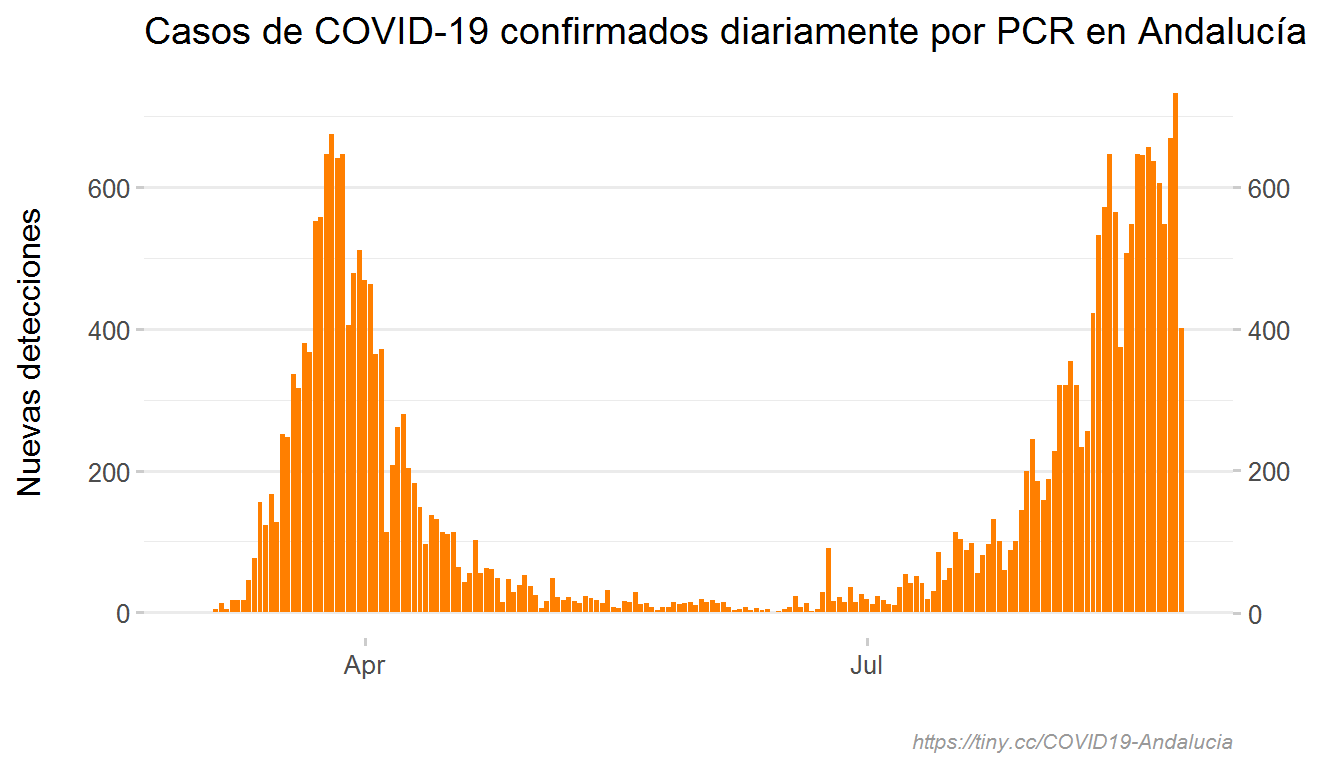 Casos de COVID-19 confirmados diariamente por PCR en Andalucía
Nuevas detecciones
600
400
200
0
600
400
200
0
Apr
Jul
https://tiny.cc/COVID19-Andalucia